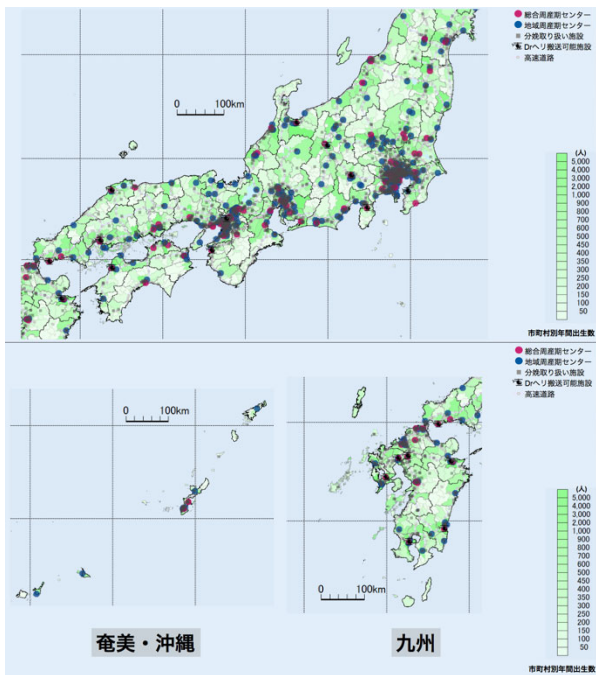 総合周産期センター
地域周産期センター
分娩取り扱い施設
Drヘリ搬送可能施設
高速道路
0 100km
(人)
5,000
4,000
3,000
2,000
1,000
900
800
700
600
500
450
400
350
300
250
200
150
100
50
市町村別年間出生数
総合周産期センター
地域周産期センター
分娩取り扱い施設
Drヘリ搬送可能施設
高速道路
0 100km
0 100km
(人)
5,000
4,000
3,000
2,000
1,000
900
800
700
600
500
450
400
350
300
250
200
150
100
50
市町村別年間出生数
奄美・沖縄
九州